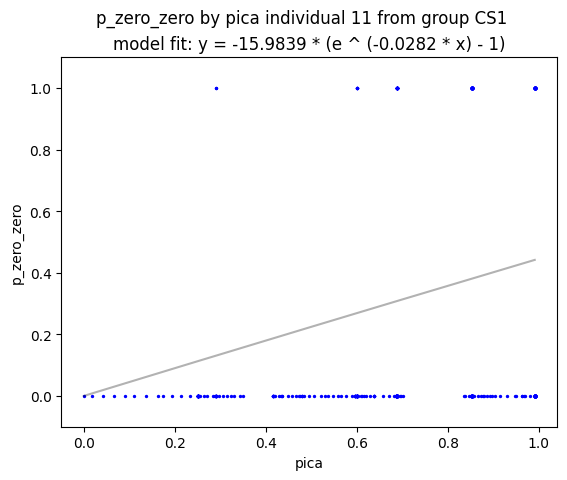 p_zero_zero by pica individual 11 from group CS1
model fit: y = -15.9839 * (e ^ (-0.0282 * x) - 1)
1.0
0.8
0.6
0.4
0.2
0.0
p_zero_zero
0.0 0.2 0.4 0.6 0.8 1.0
pica